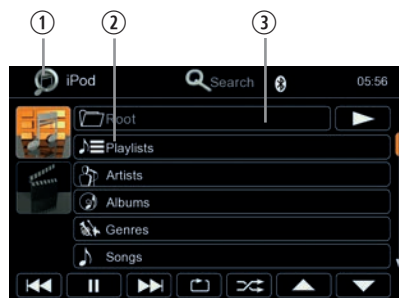 1 2 3
iPod Search 05:56
Root
Playlists
Artists
Albums
Genres
Songs